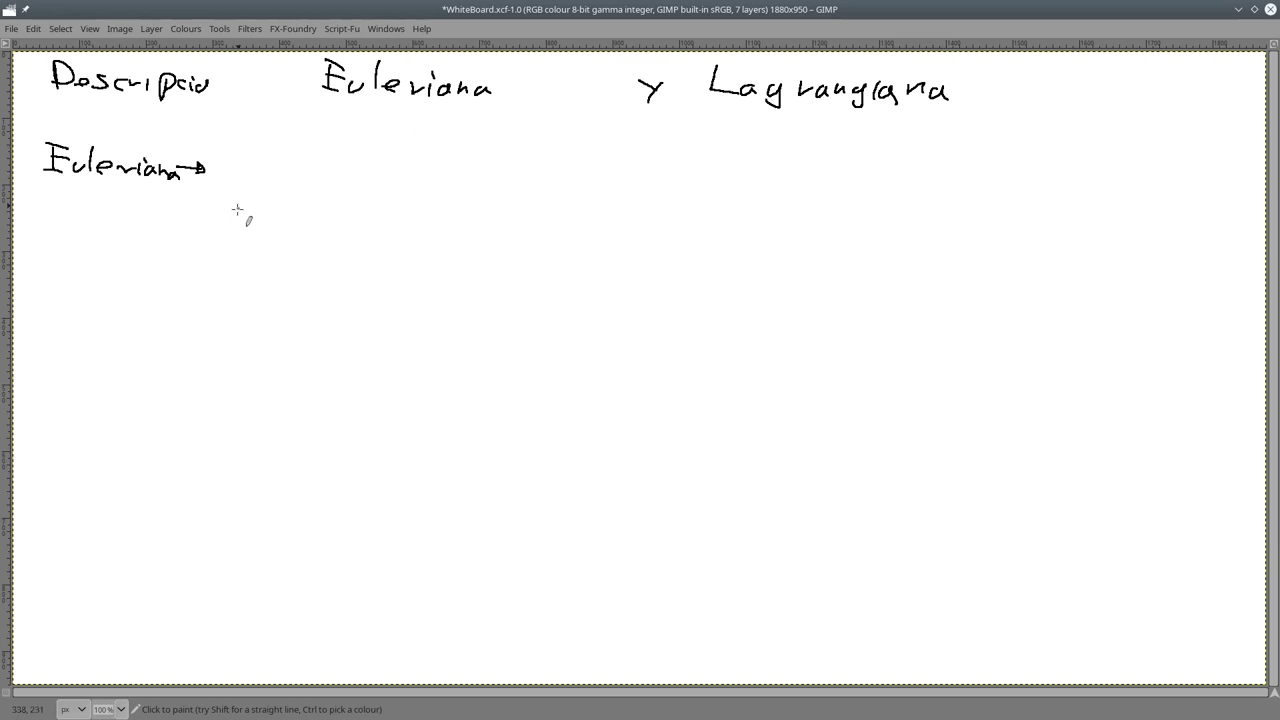 *WhiteBoard.xcf-1.0 (RGB colour 8-bit gamma integer, GIMP built-in sRGB, 7 layers) 1880x950 – GIMP
File Edit Select View Image Layer Colours Tools Filters FX-Foundry Script-Fu Windows Help
Descripcio Euleriana y Lagrangiana
Euleriana→
338, 231 px 100 % Click to paint (try Shift for a straight line, Ctrl to pick a colour)